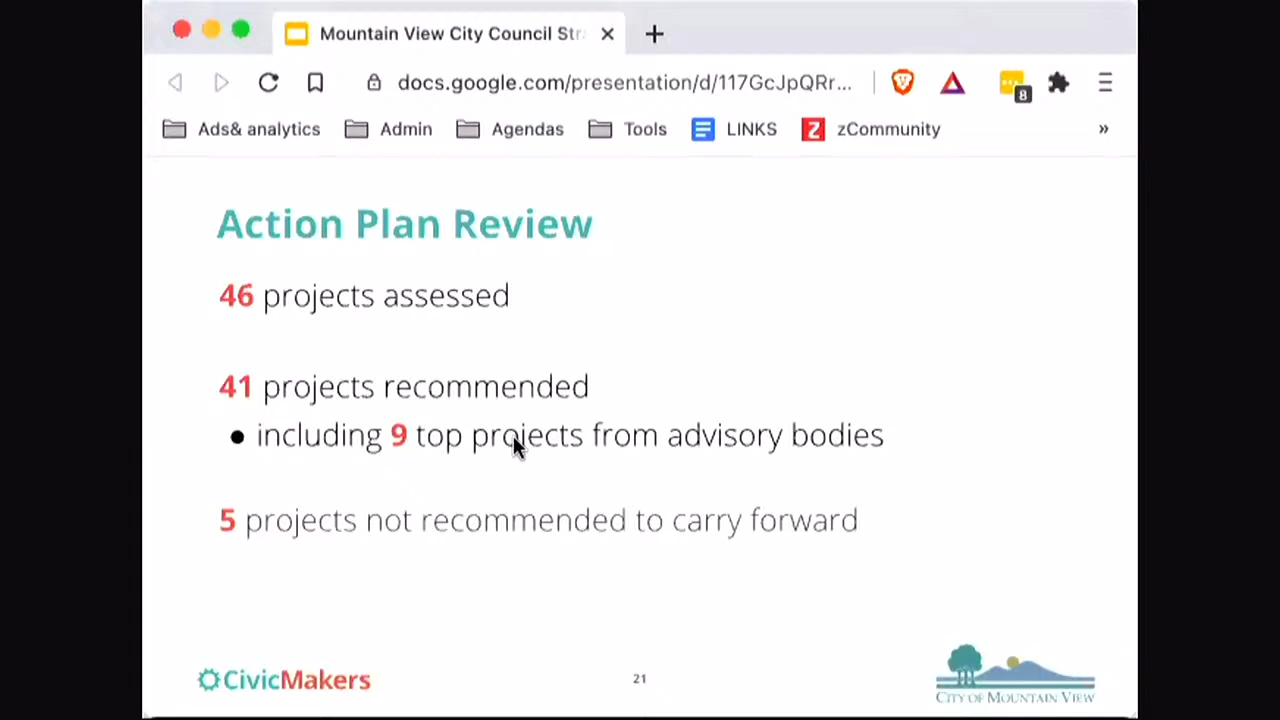 Mountain View City Council Str
docs.google.com/presentation/d/117GcJpQRr...
8
Ads& analytics
Admin
Agendas
Tools
LINKS
Z
zCommunity
»
Action Plan Review
46 projects assessed
41 projects recommended
● including 9 top projects from advisory bodies
5 projects not recommended to carry forward
CivicMakers
21
CITY OF MOUNTAIN VIEW